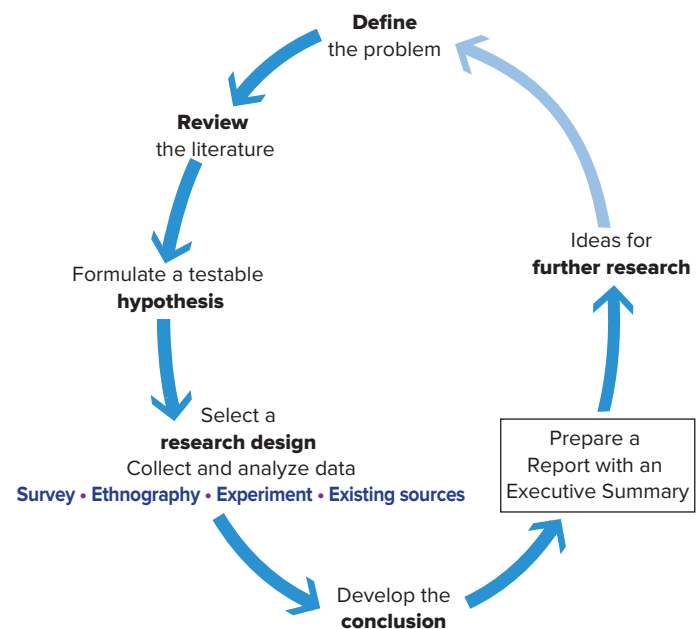 Define
the problem
Review
the literature
Formulate a testable
hypothesis
Select a
research design
Collect and analyze data
Survey • Ethnography • Experiment • Existing sources
Develop the
conclusion
Prepare a
Report with an
Executive Summary
Ideas for
further research